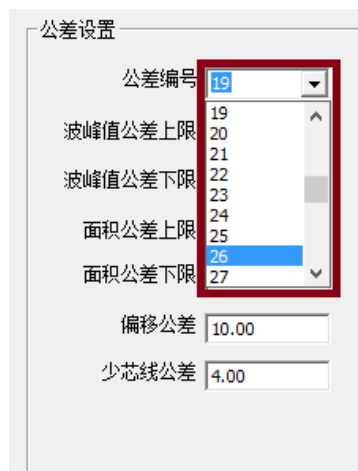 公差设置
公差编号 19
19
波峰值公差上限 20
21
波峰值公差下限 22
23
面积公差上限 24
25
26
面积公差下限 27
偏移公差 10.00
少芯线公差 4.00